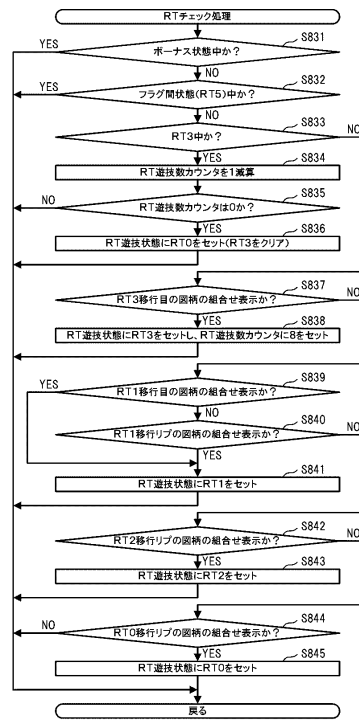 RTチェック処理
S831
YES
ボーナス状態中か?
NO
S832
YES
フラグ間状態(RT5)中か?
NO
S833
RT3中か?
NO
YES
S834
RT遊技数カウンタを1減算
S835
NO
RT遊技数カウンタは0か?
YES
S836
RT遊技状態にRT0をセット(RT3をクリア)
S837
RT3移行目の図柄の組合せ表示か?
NO
YES
S838
RT遊技状態にRT3をセットし、RT遊技数カウンタに8をセット
S839
YES
RT1移行目の図柄の組合せ表示か?
NO
S840
RT1移行リプの図柄の組合せ表示か?
NO
YES
S841
RT遊技状態にRT1をセット
S842
RT2移行リプの図柄の組合せ表示か?
NO
YES
S843
RT遊技状態にRT2をセット
S844
NO
RT0移行リプの図柄の組合せ表示か?
YES
S845
RT遊技状態にRT0をセット
戻る